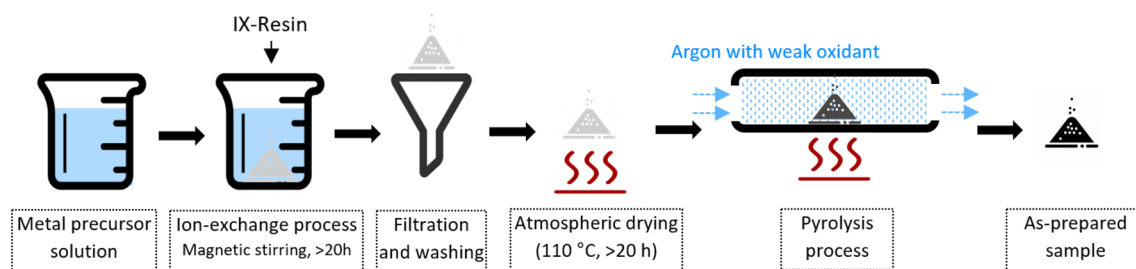 IX-Resin
Argon with weak oxidant
Metal precursor
solution
Ion-exchange process
Magnetic stirring, >20h
Filtration
and washing
Atmospheric drying
(110 °C, >20 h)
Pyrolysis
process
As-prepared
sample